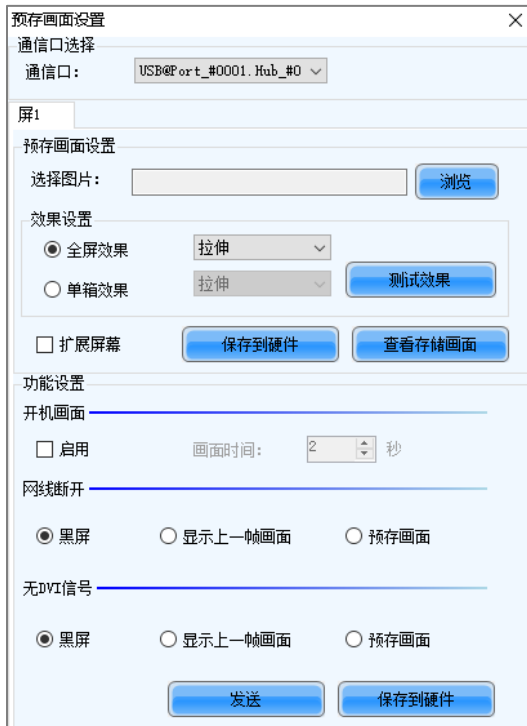 预存画面设置
通信口选择
通信口: USB@Port_#0001.Hub_#0
屏1
预存画面设置
选择图片: 浏览
效果设置
全屏效果 拉伸
单箱效果 拉伸 测试效果
扩展屏幕 保存到硬件 查看存储画面
功能设置
开机画面
启用 画面时间: 2 秒
网线断开
黑屏 显示上一帧画面 预存画面
无DVI信号
黑屏 显示上一帧画面 预存画面
发送 保存到硬件